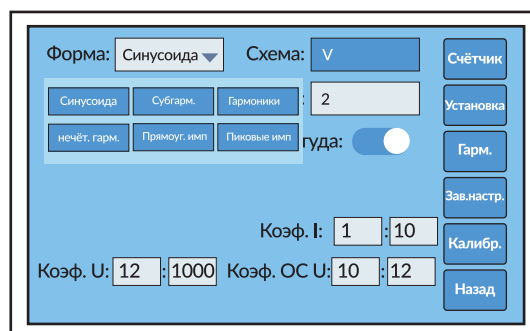 Форма: Синусоида Схема: V Счётчик
Синусоида Субгарм. Гармоники : 2 Установка
нечёт. гарм. Прямоуг. имп Пиковые имп гуда: Гарм.
Зав.настр.
Коэф. I: 1 : 10 Калибр.
Коэф. U: 12 : 1000 Коэф. ОС U: 10 : 12 Назад